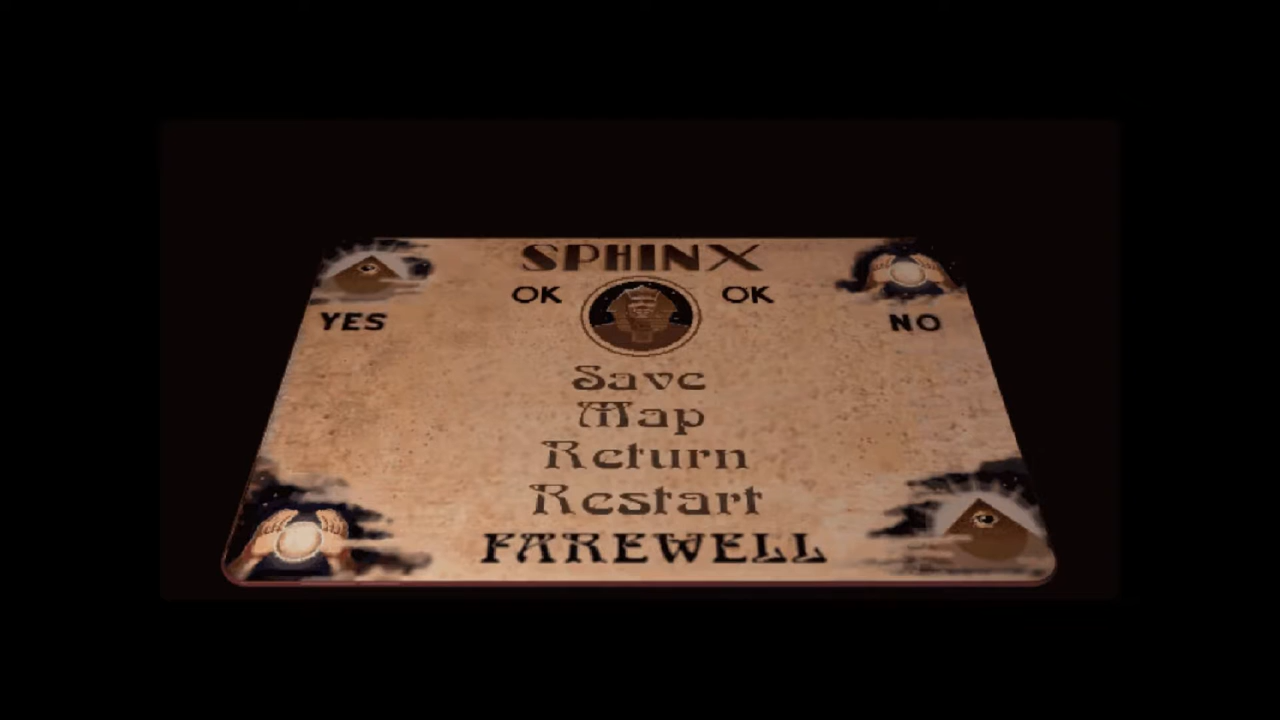 SPHINX
OK OK
YES NO
Save
Map
Return
Restart
FAREWELL